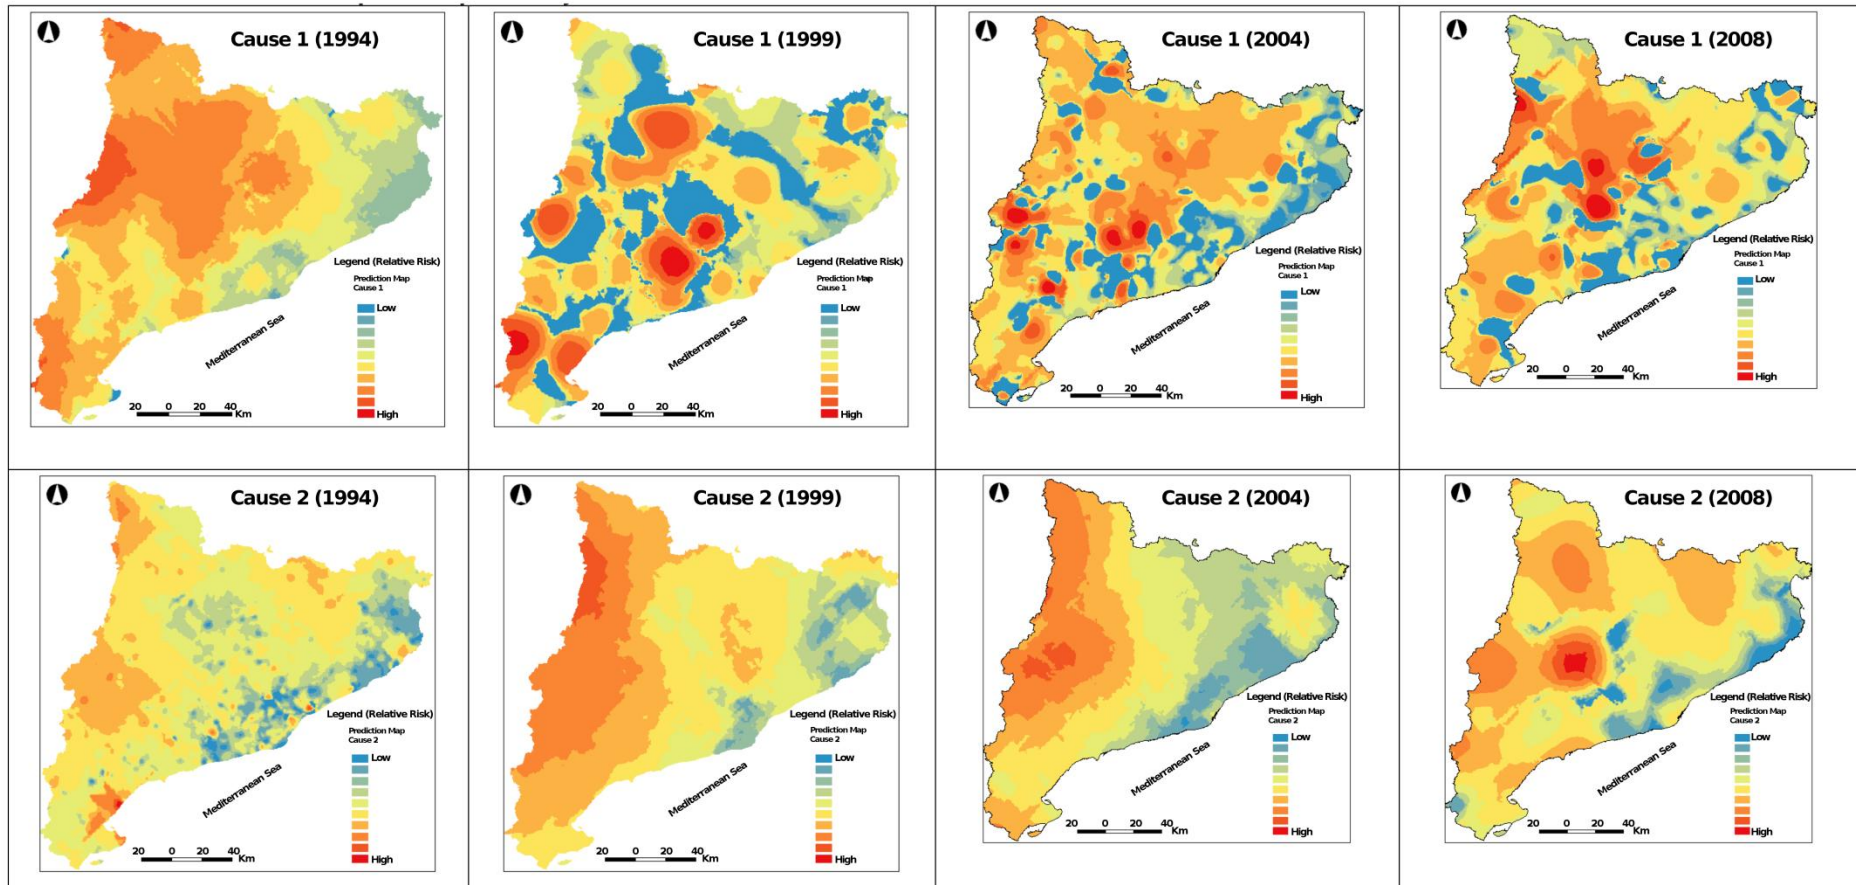 Cause 1 (1994)
Legend (Relative Risk)
Prediction Map
Cause 1
Low
High
Mediterranean Sea
20 0 20 40
Km
Cause 1 (1999)
Legend (Relative Risk)
Prediction Map
Cause 1
Low
High
Mediterranean Sea
20 0 20 40
Km
Cause 1 (2004)
Legend (Relative Risk)
Prediction Map
Cause 1
Low
High
Mediterranean Sea
20 0 20 40
Km
Cause 1 (2008)
Legend (Relative Risk)
Prediction Map
Cause 1
Low
High
Mediterranean Sea
20 0 20 40
Km
Cause 2 (1994)
Legend (Relative Risk)
Prediction Map
Cause 2
Low
High
Mediterranean Sea
20 0 20 40
Km
Cause 2 (1999)
Legend (Relative Risk)
Prediction Map
Cause 2
Low
High
Mediterranean Sea
20 0 20 40
Km
Cause 2 (2004)
Legend (Relative Risk)
Prediction Map
Cause 2
Low
High
Mediterranean Sea
20 0 20 40
Km
Cause 2 (2008)
Legend (Relative Risk)
Prediction Map
Cause 2
Low
High
Mediterranean Sea
20 0 20 40
Km